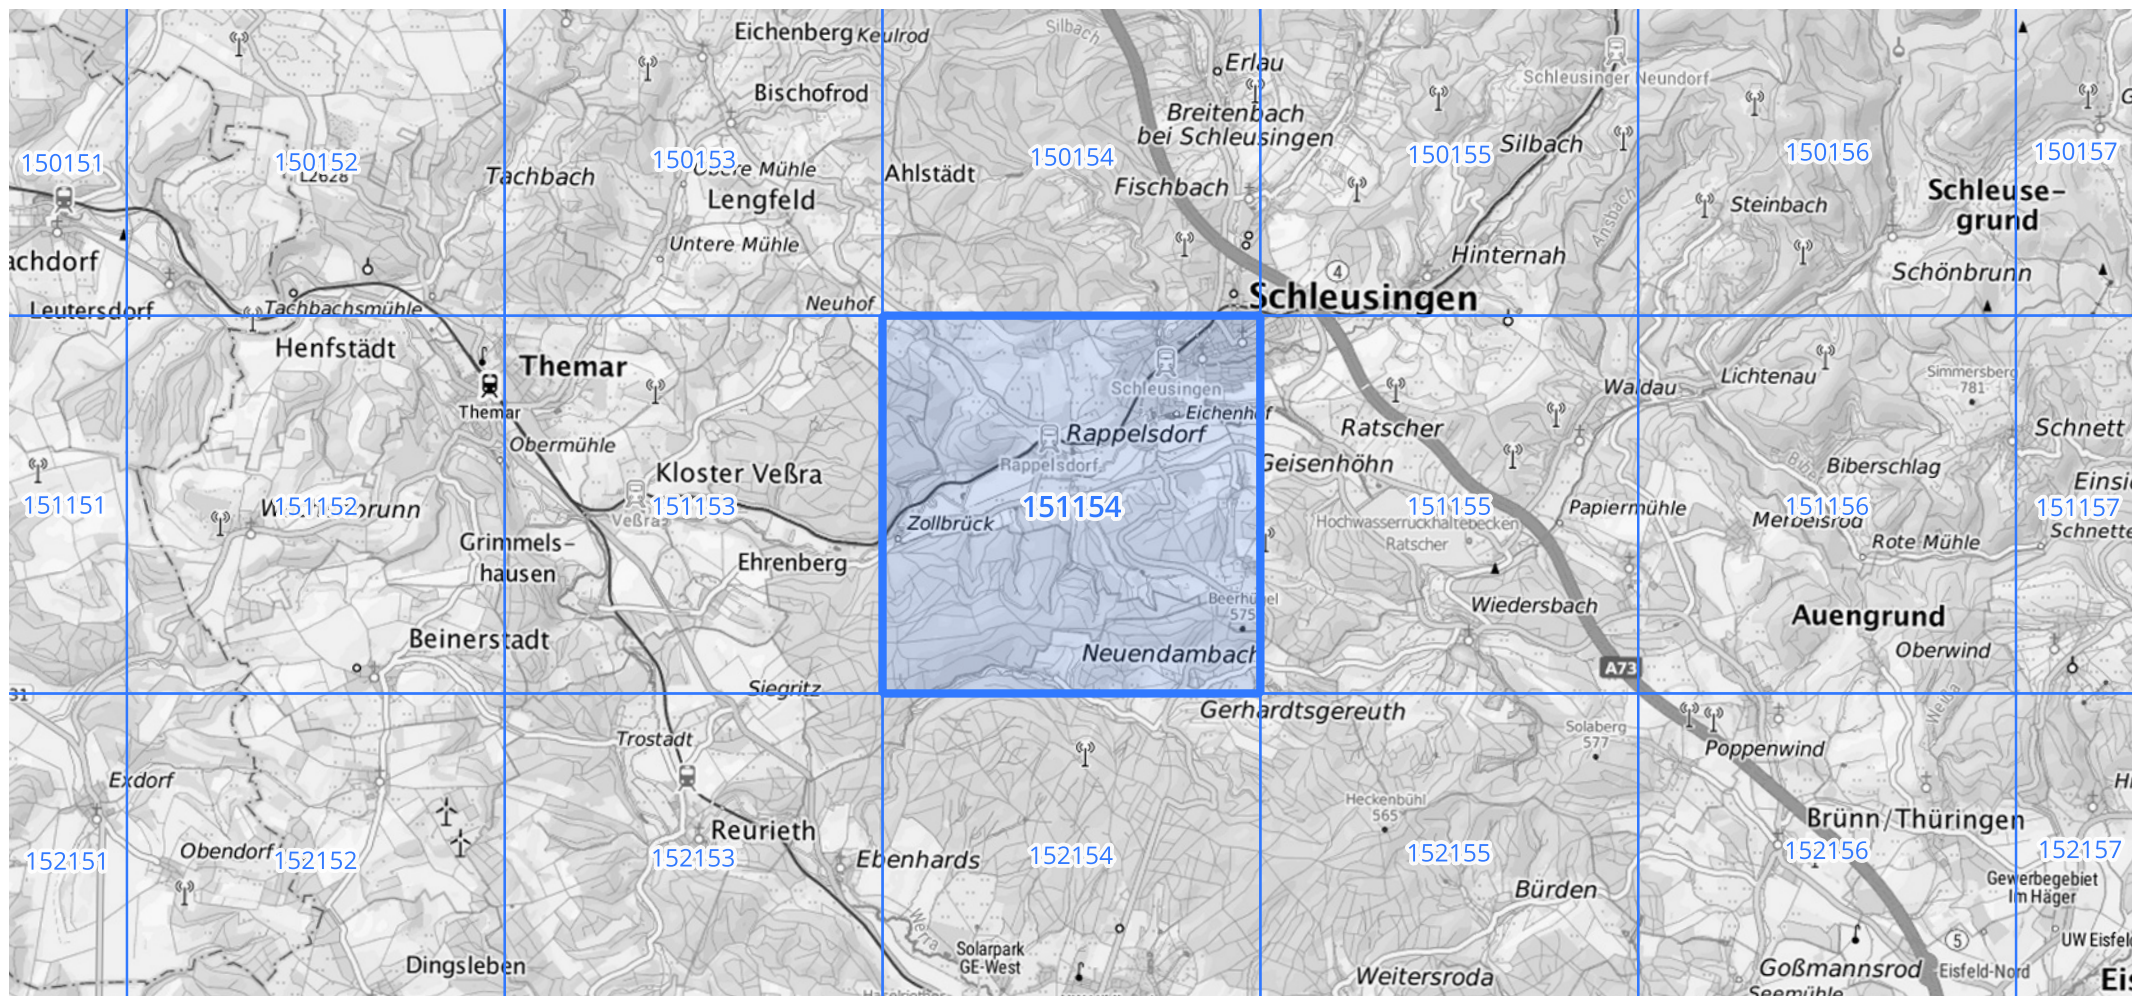 Eichenberg
Keulrod
Silbach
Erlau
Schleusinger Neundorf
Bischofrod
Breitenbach
bei Schleusingen
Silbach
150151
150152
150153
150154
150155
150156
150157
L2628
Tachbach
Obere Mühle
Lengfeld
Ahlstädt
Fischbach
Ansbach
Steinbach
Schleuse-
grund
Untere Mühle
Hinternah
achdorf
4
Schönbrunn
Leutersdorf
Tachbachsmühle
Neuhof
Schleusingen
Henfstädt
Themar
Themar
Schleusingen
Eichenhof
Waldau
Lichtenau
Simmersberg
781
Obermühle
Rappelsdorf
Rappelsdorf
Ratscher
Schnett
Kloster Veßra
Geisenhöhn
Biberschlag
151151
151152
Veßra
151153
151154
151155
151156
151157
Zollbrück
Hochwasserrückhaltebecken
Ratscher
Papiermühle
Merbelsrod
Rote Mühle
Grimmels-
hausen
Ehrenberg
Beerhügel
575
Wiedersbach
Auengrund
Beinerstadt
Neuendambach
A73
Oberwind
31
Siegritz
Gerhardtsgereuth
Trostadt
Solaberg
577
Poppenwind
Exdorf
Heckenbühl
565
Reurieth
Brünn/Thüringen
Obendorf
152151
152152
152153
Ebenhards
152154
152155
152156
152157
Bürden
Gewerbegebiet
Im Häger
Werra
Solarpark
GE-West
5
UW Eisfeld
Dingsleben
Weitersroda
Goßmannsrod
Eisfeld-Nord
Seemühle
Eis